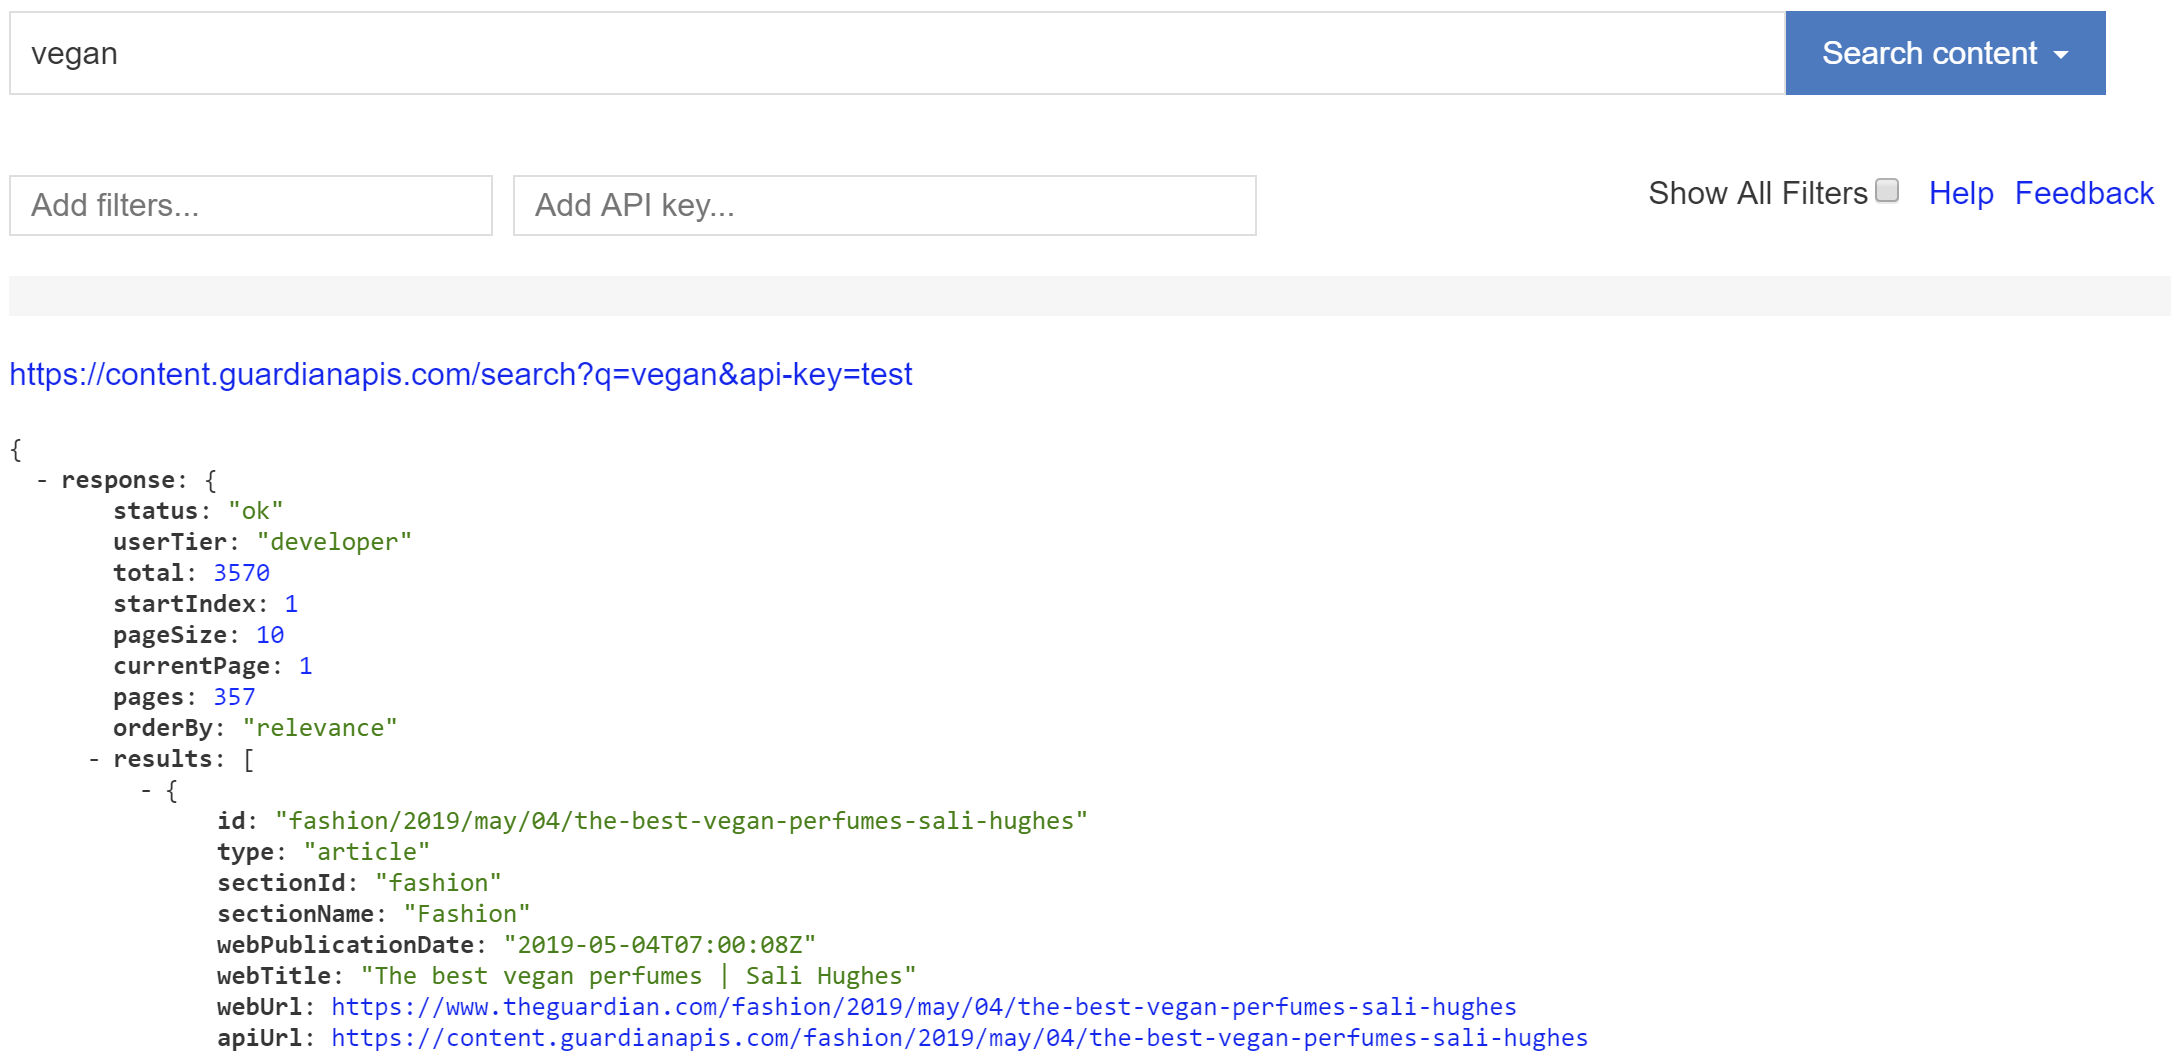 vegan
Search content
Add filters...
Add API key...
Show All Filters
Help
Feedback
https://content.guardianapis.com/search?q=vegan&api-key=test
{
- response: {
status: "ok"
userTier: "developer"
total: 3570
startIndex: 1
pageSize: 10
currentPage: 1
pages: 357
orderBy: "relevance"
- results: [
- {
id: "fashion/2019/may/04/the-best-vegan-perfumes-sali-hughes"
type: "article"
sectionId: "fashion"
sectionName: "Fashion"
webPublicationDate: "2019-05-04T07:00:08Z"
webTitle: "The best vegan perfumes | Sali Hughes"
webUrl: https://www.theguardian.com/fashion/2019/may/04/the-best-vegan-perfumes-sali-hughes
apiUrl: https://content.guardianapis.com/fashion/2019/may/04/the-best-vegan-perfumes-sali-hughes